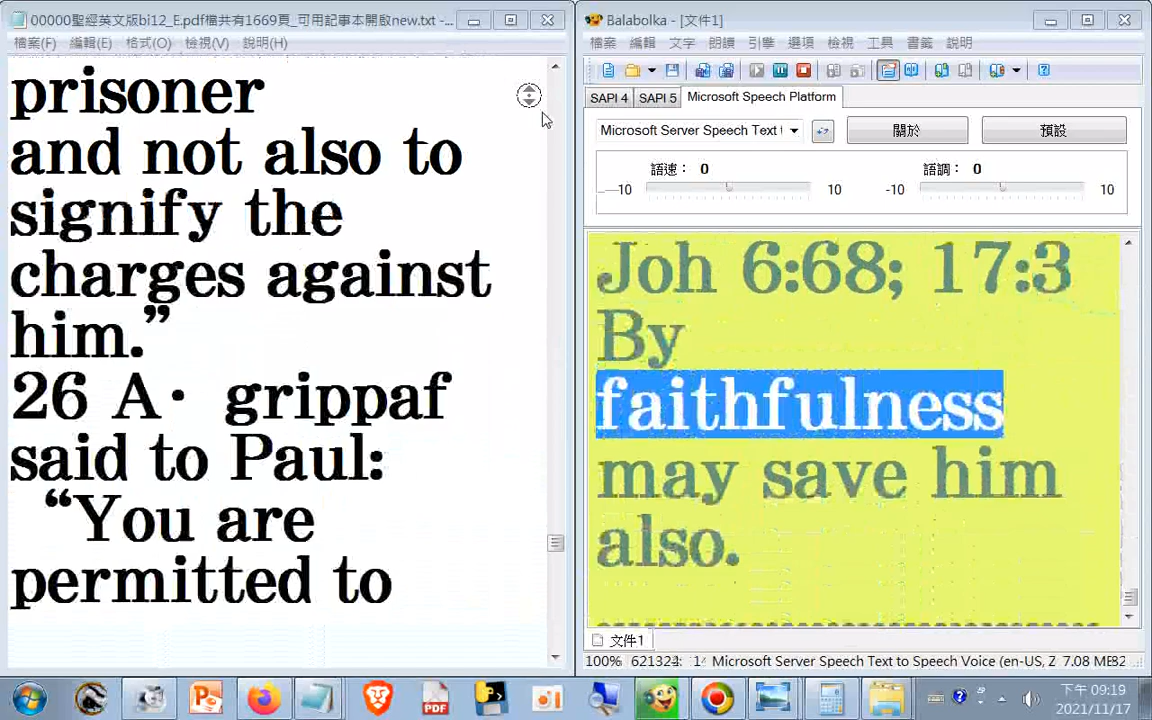 00000聖經英文版bi12_E.pdf檔共有1669頁_可用記事本開啟new.txt -...
檔案(F) 編輯(E) 格式(O) 檢視(V) 說明(H)
prisoner
and not also to
signify the
charges against
him.”
26 A· grippaf
said to Paul:
“You are
permitted to
Balabolka - [文件1]
檔案 編輯 文字 朗讀 引擎 選項 檢視 工具 書籤 說明
SAPI 4 SAPI 5 Microsoft Speech Platform
Microsoft Server Speech Text t
關於 預設
語速： 0 語調： 0
-10 10 -10 10
Joh 6:68; 17:3
By
faithfulness
may save him
also.
文件1
100% Microsoft Server Speech Text to Speech Voice (en-US, Z 7.08 MB
下午 09:19
2021/11/17